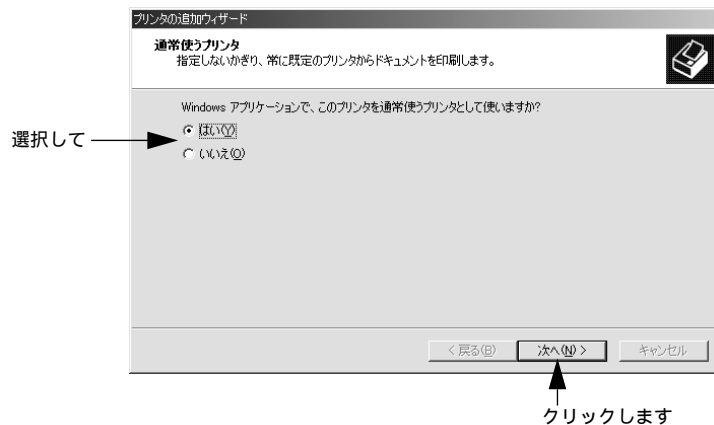 プリンタの追加ウィザード
通常使うプリンタ
指定しないかぎり、常に既定のプリンタからドキュメントを印刷します。
Windows アプリケーションで、このプリンタを通常使うプリンタとして使いますか?
はい(Y)
選択して
いいえ(O)
< 戻る(B)
次へ(N) >
キャンセル
クリックします